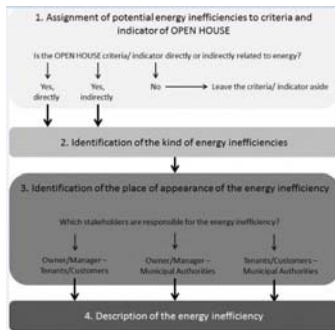 1. Assignment of potential energy inefficiencies to criteria and
indicator of OPEN HOUSE
Is the OPEN HOUSE criteria/ indicator directly or indirectly related to energy?
Yes, Yes, No Leave the criteria/ indicator aside
directly indirectly
2. Identification of the kind of energy inefficiencies
3. Identification of the place of appearance of the energy inefficiency
Which stakeholders are responsible for the energy inefficiency?
Owner/Manager – Owner/Manager – Tenants/Customers –
Tenants/Customers Municipal Authorities Municipal Authorities
4. Description of the energy inefficiency